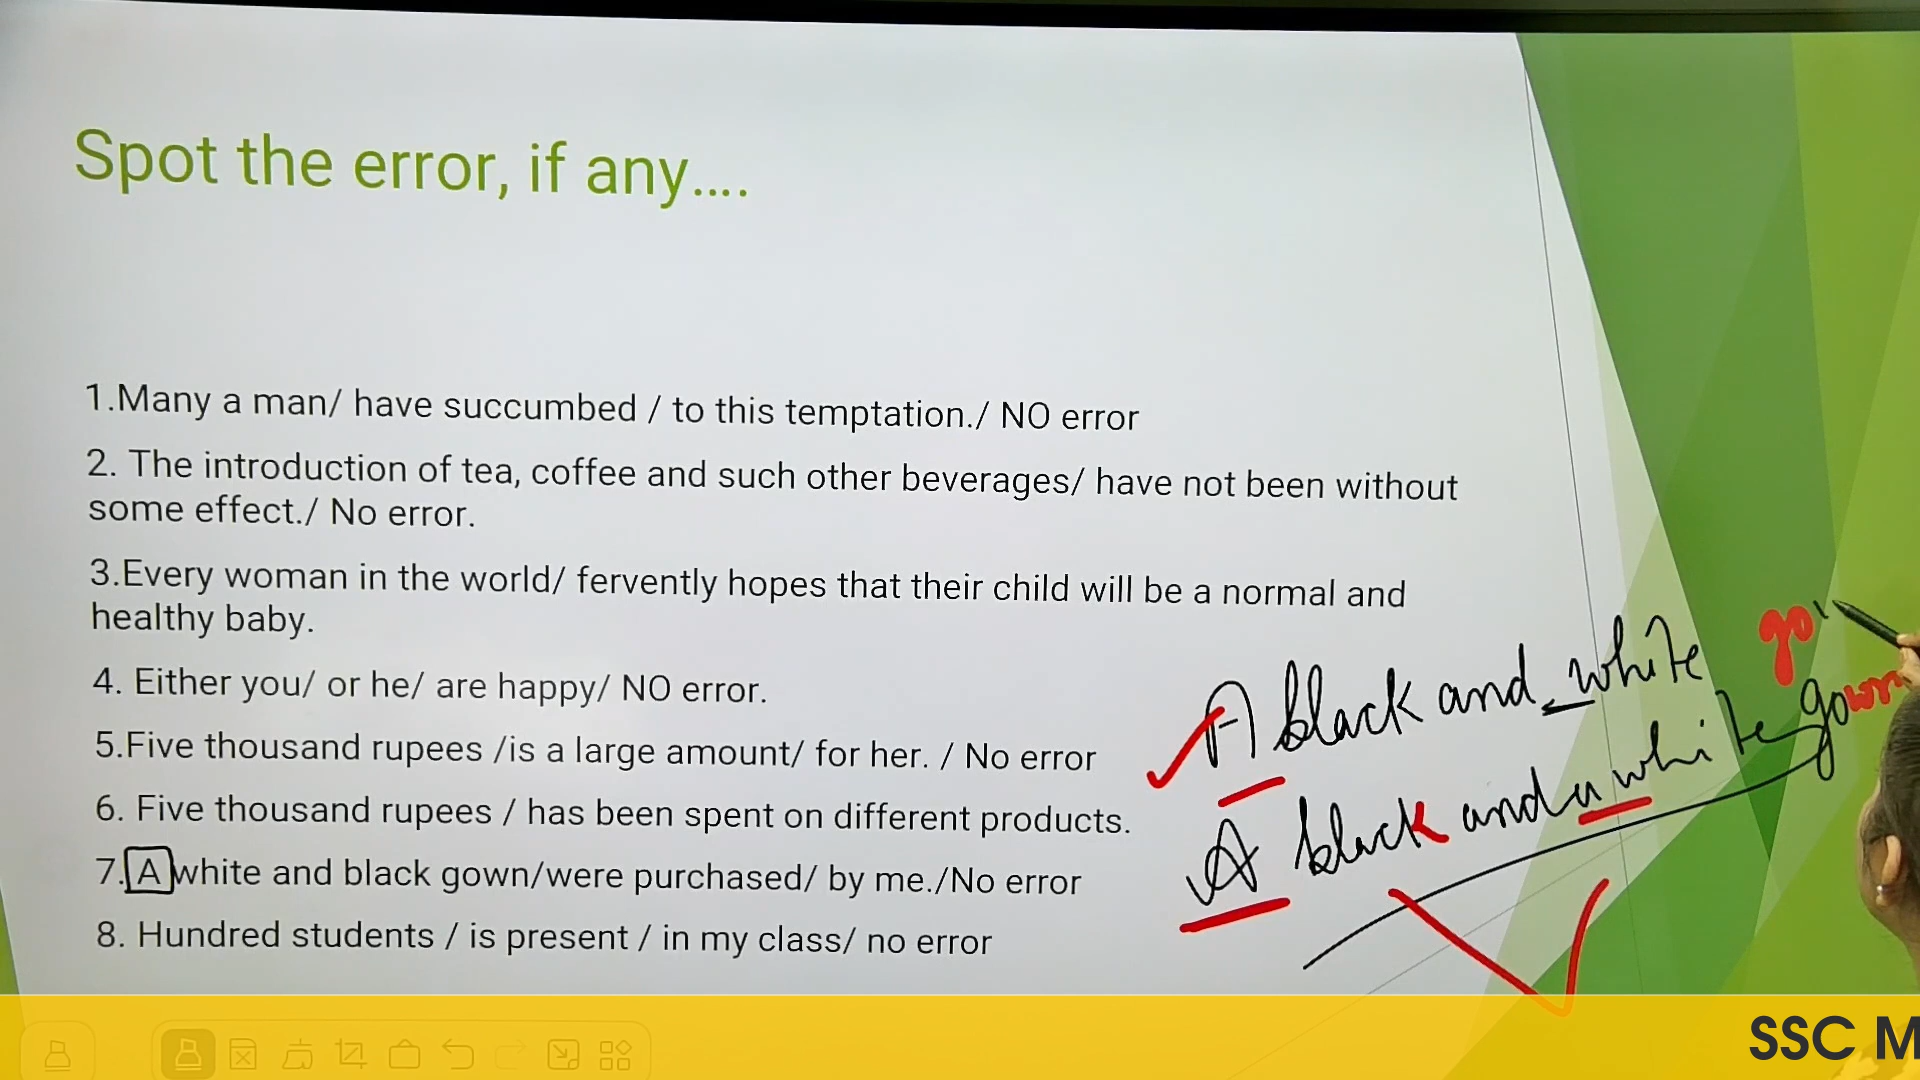 Spot the error, if any....
1.Many a man/ have succumbed / to this temptation./ NO error
2. The introduction of tea, coffee and such other beverages/ have not been without
some effect./ No error.
3.Every woman in the world/ fervently hopes that their child will be a normal and
healthy baby.
4. Either you/ or he/ are happy/ NO error.
5.Five thousand rupees /is a large amount/ for her. / No error
6. Five thousand rupees / has been spent on different products.
7. A white and black gown/were purchased/ by me./No error
8. Hundred students / is present / in my class/ no error
A black and white go
A black and a white gown
SSC M